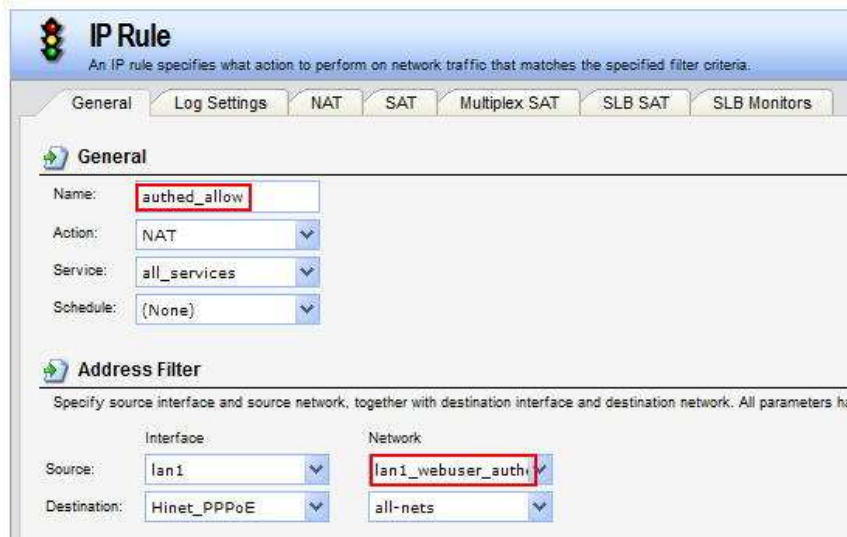 IP Rule
An IP rule specifies what action to perform on network traffic that matches the specified filter criteria.
General Log Settings NAT SAT Multiplex SAT SLB SAT SLB Monitors
General
Name: authed_allow
Action: NAT
Service: all_services
Schedule: (None)
Address Filter
Specify source interface and source network, together with destination interface and destination network. All parameters
Interface Network
Source: lan1 lan1_webuser_auth
Destination: Hinet_PPPoE all-nets